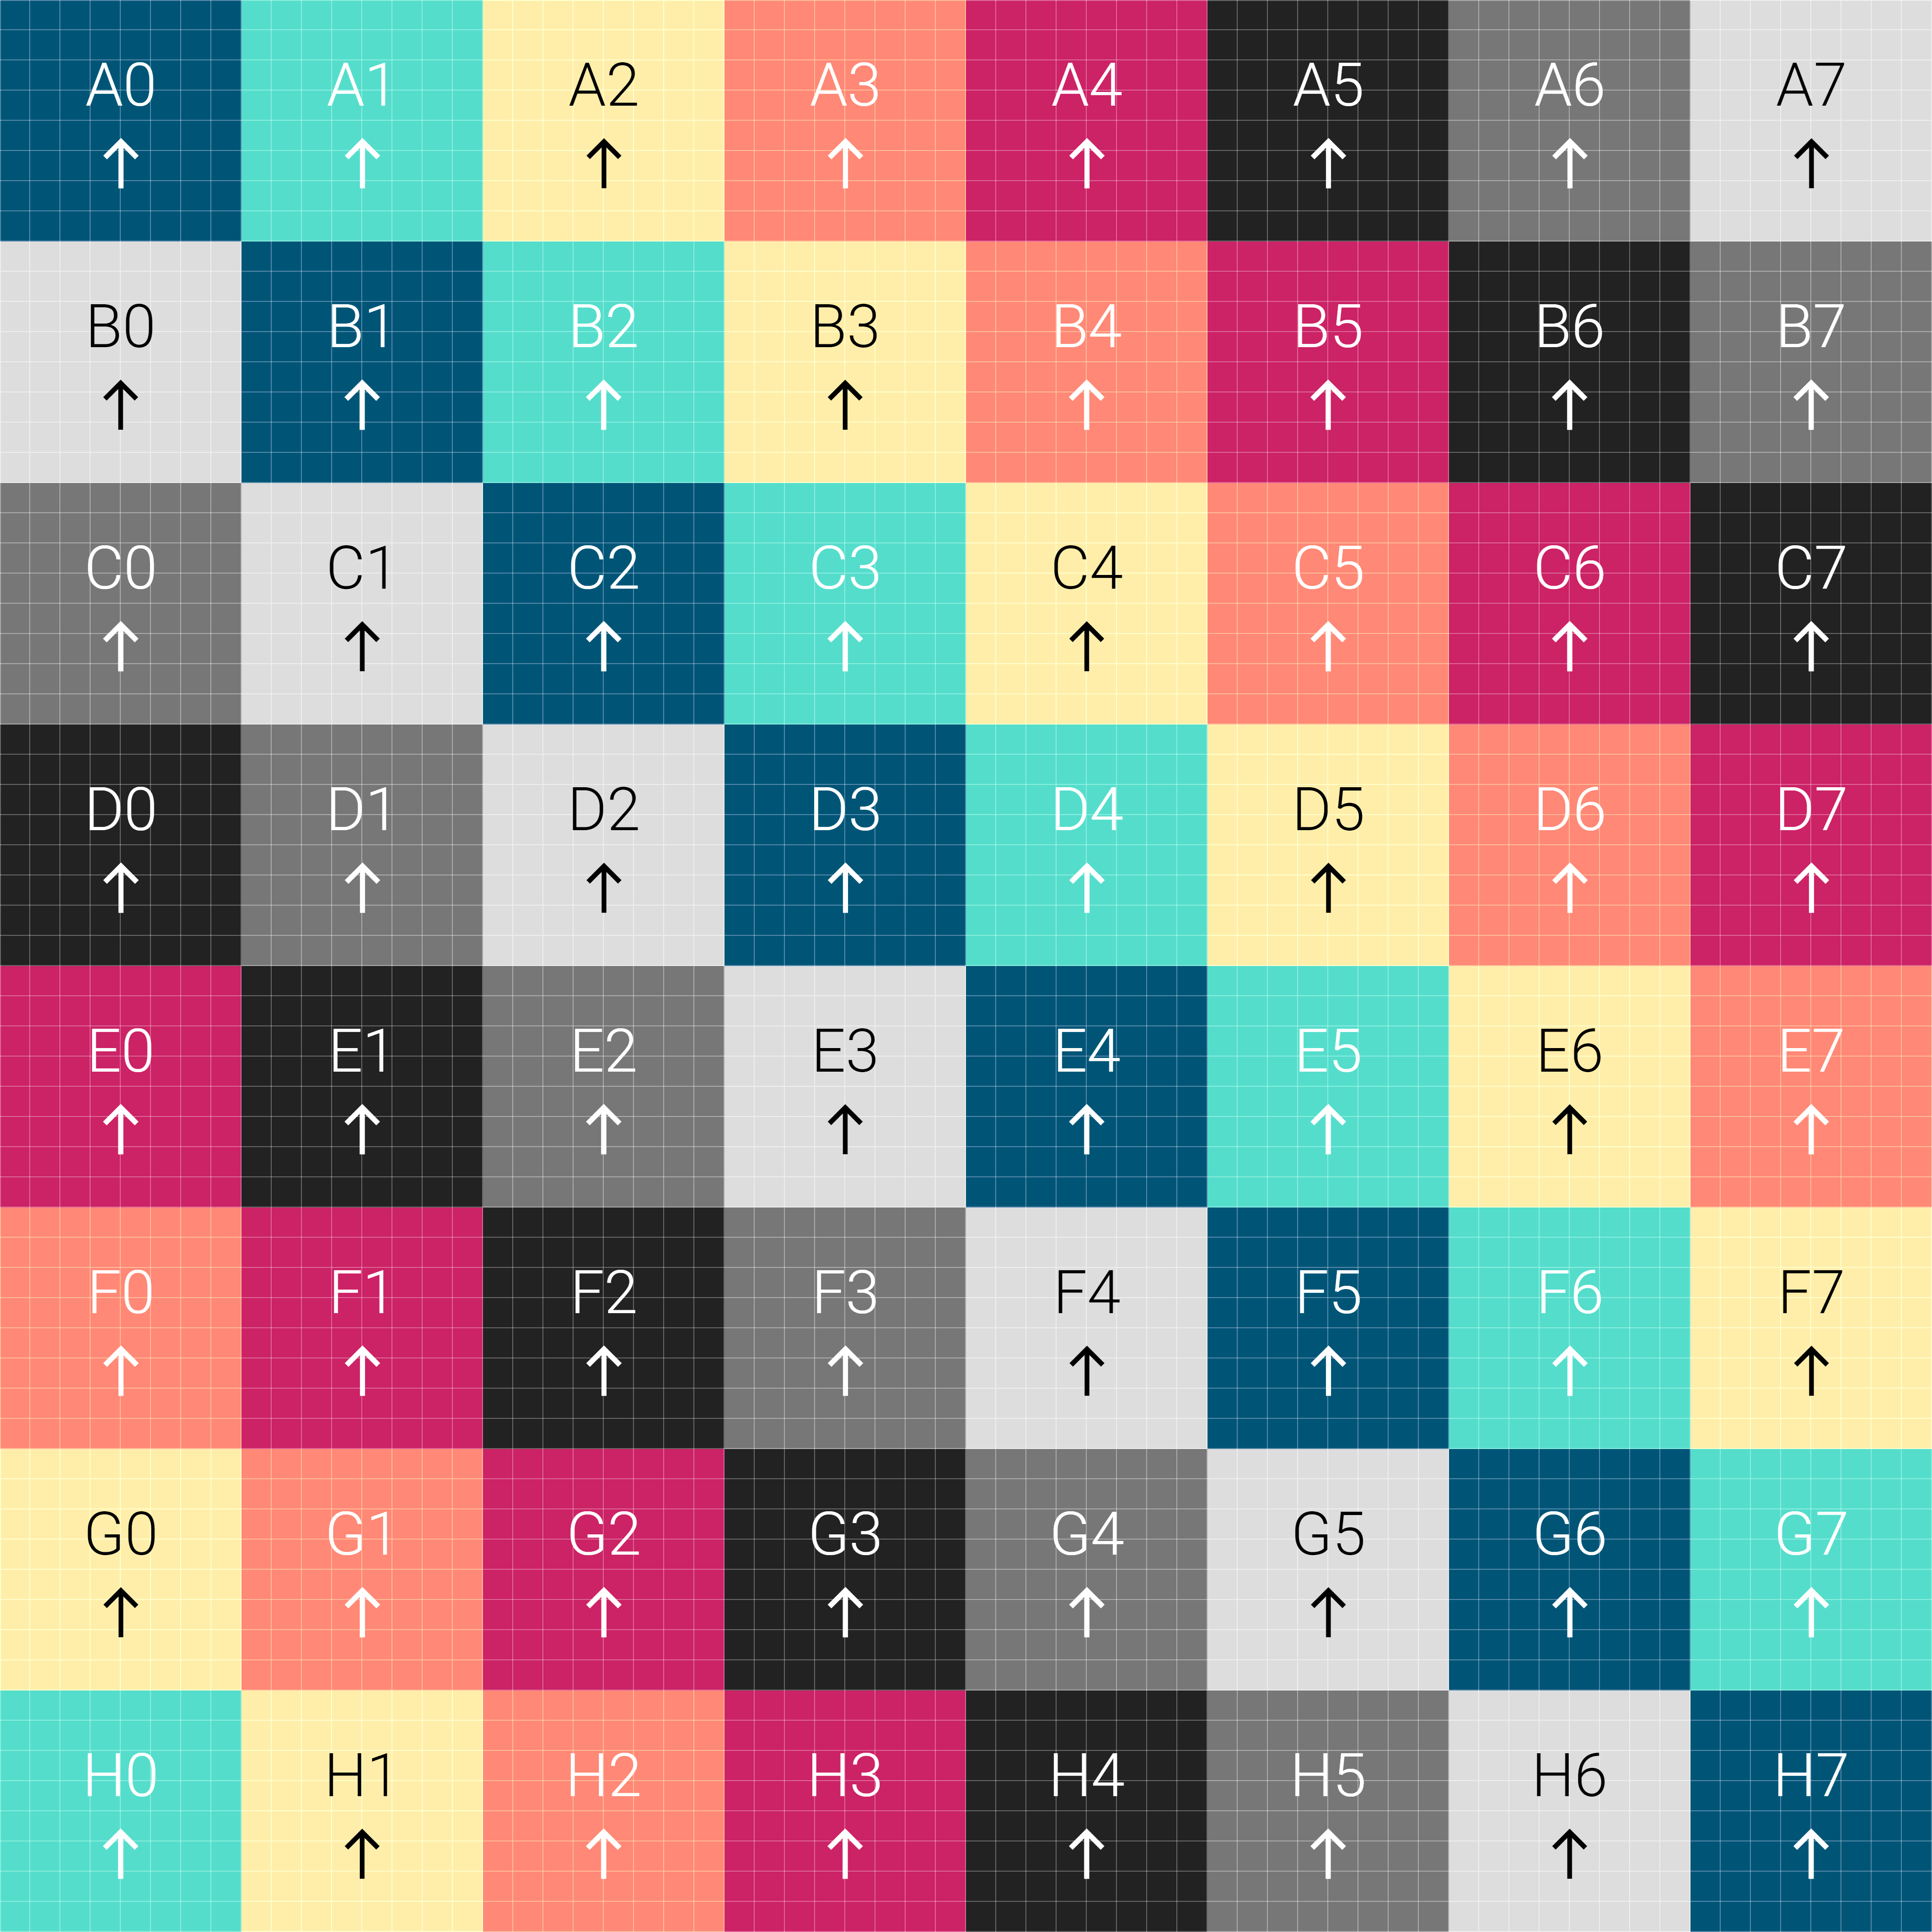 A0 A1 A2 A3 A4 A5 A6 A7
↑ ↑ ↑ ↑ ↑ ↑ ↑ ↑
B0 B1 B2 B3 B4 B5 B6 B7
↑ ↑ ↑ ↑ ↑ ↑ ↑ ↑
C0 C1 C2 C3 C4 C5 C6 C7
↑ ↑ ↑ ↑ ↑ ↑ ↑ ↑
D0 D1 D2 D3 D4 D5 D6 D7
↑ ↑ ↑ ↑ ↑ ↑ ↑ ↑
E0 E1 E2 E3 E4 E5 E6 E7
↑ ↑ ↑ ↑ ↑ ↑ ↑ ↑
F0 F1 F2 F3 F4 F5 F6 F7
↑ ↑ ↑ ↑ ↑ ↑ ↑ ↑
G0 G1 G2 G3 G4 G5 G6 G7
↑ ↑ ↑ ↑ ↑ ↑ ↑ ↑
H0 H1 H2 H3 H4 H5 H6 H7
↑ ↑ ↑ ↑ ↑ ↑ ↑ ↑